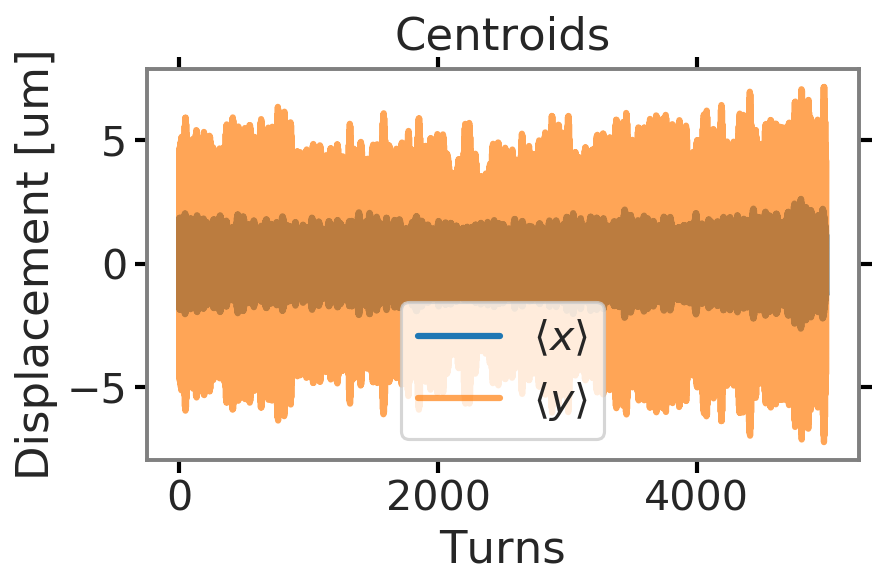 Centroids
Displacement [um]
5
0
−5
⟨x⟩
⟨y⟩
0 2000 4000
Turns